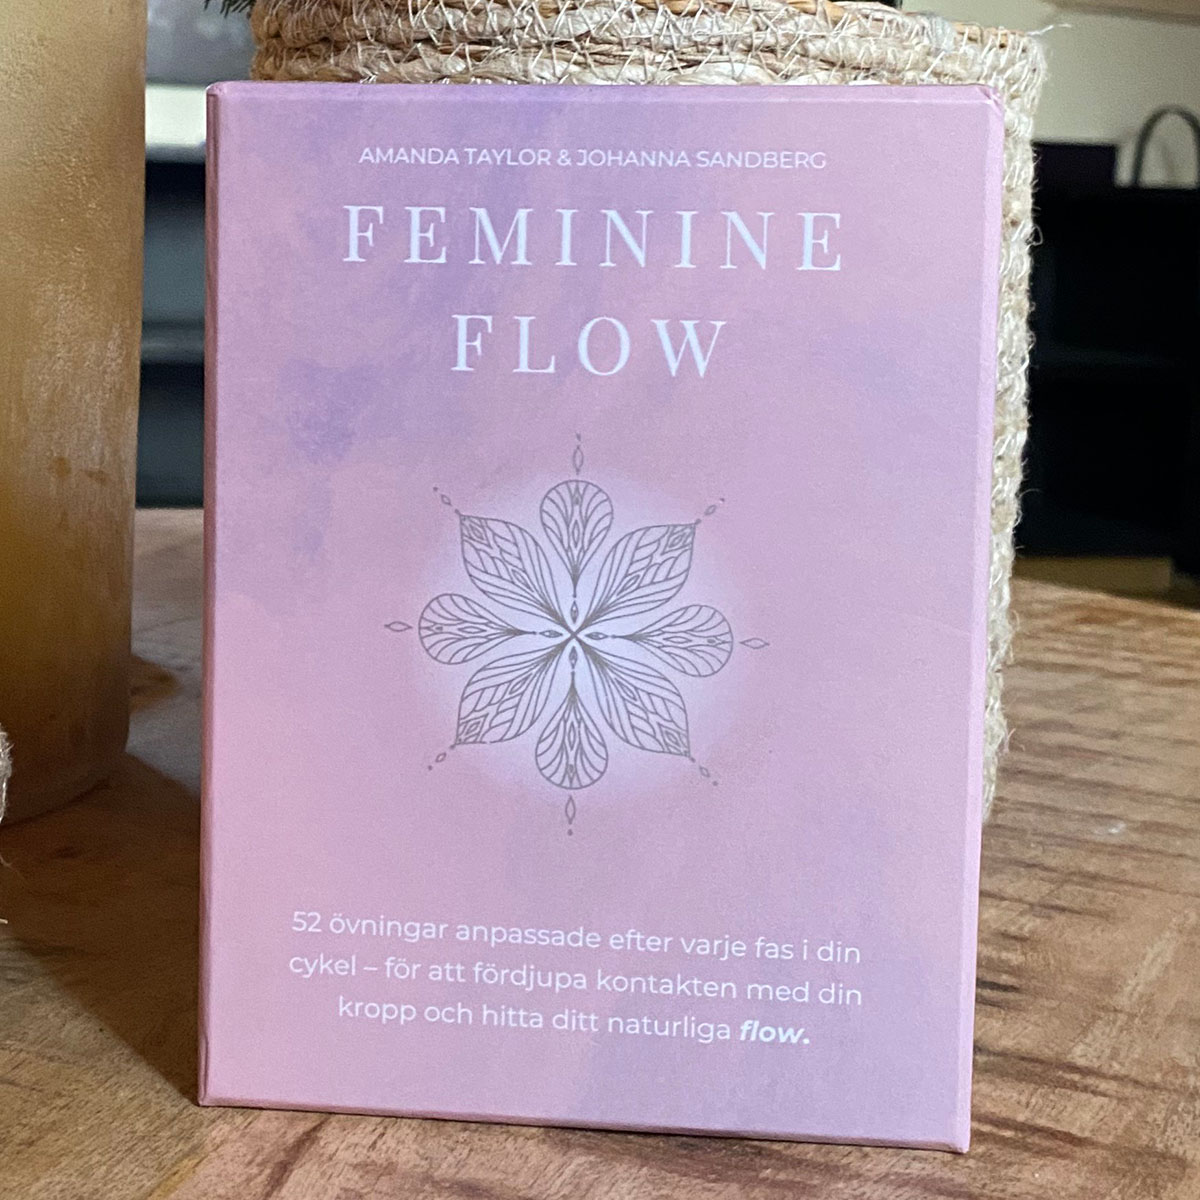 AMANDA TAYLOR & JOHANNA SANDBERG
FEMININE
FLOW
52 övningar anpassade efter varje fas i din
cykel – för att fördjupa kontakten med din
kropp och hitta ditt naturliga flow.